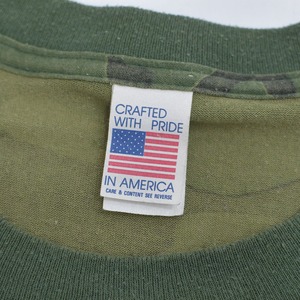 CRAFTED
WITH PRIDE
IN AMERICA
CARE & CONTENT SEE REVERSE